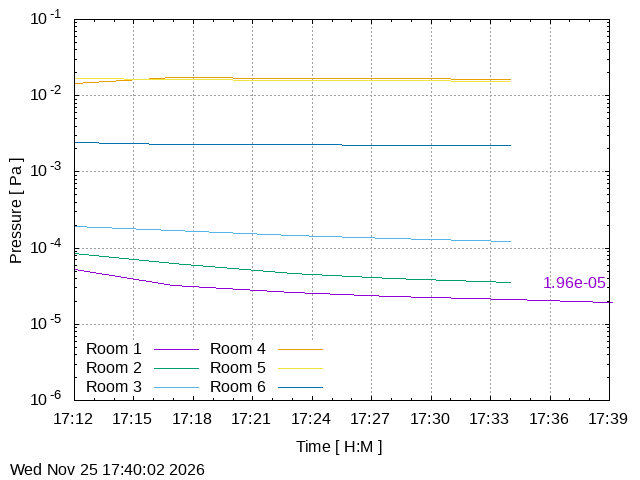 10^-1
10^-2
10^-3
10^-4
10^-5
10^-6
Pressure [ Pa ]
1.96e-05
Room 1 Room 4
Room 2 Room 5
Room 3 Room 6
17:12 17:15 17:18 17:21 17:24 17:27 17:30 17:33 17:36 17:39
Time [ H:M ]
Wed Nov 25 17:40:02 2026